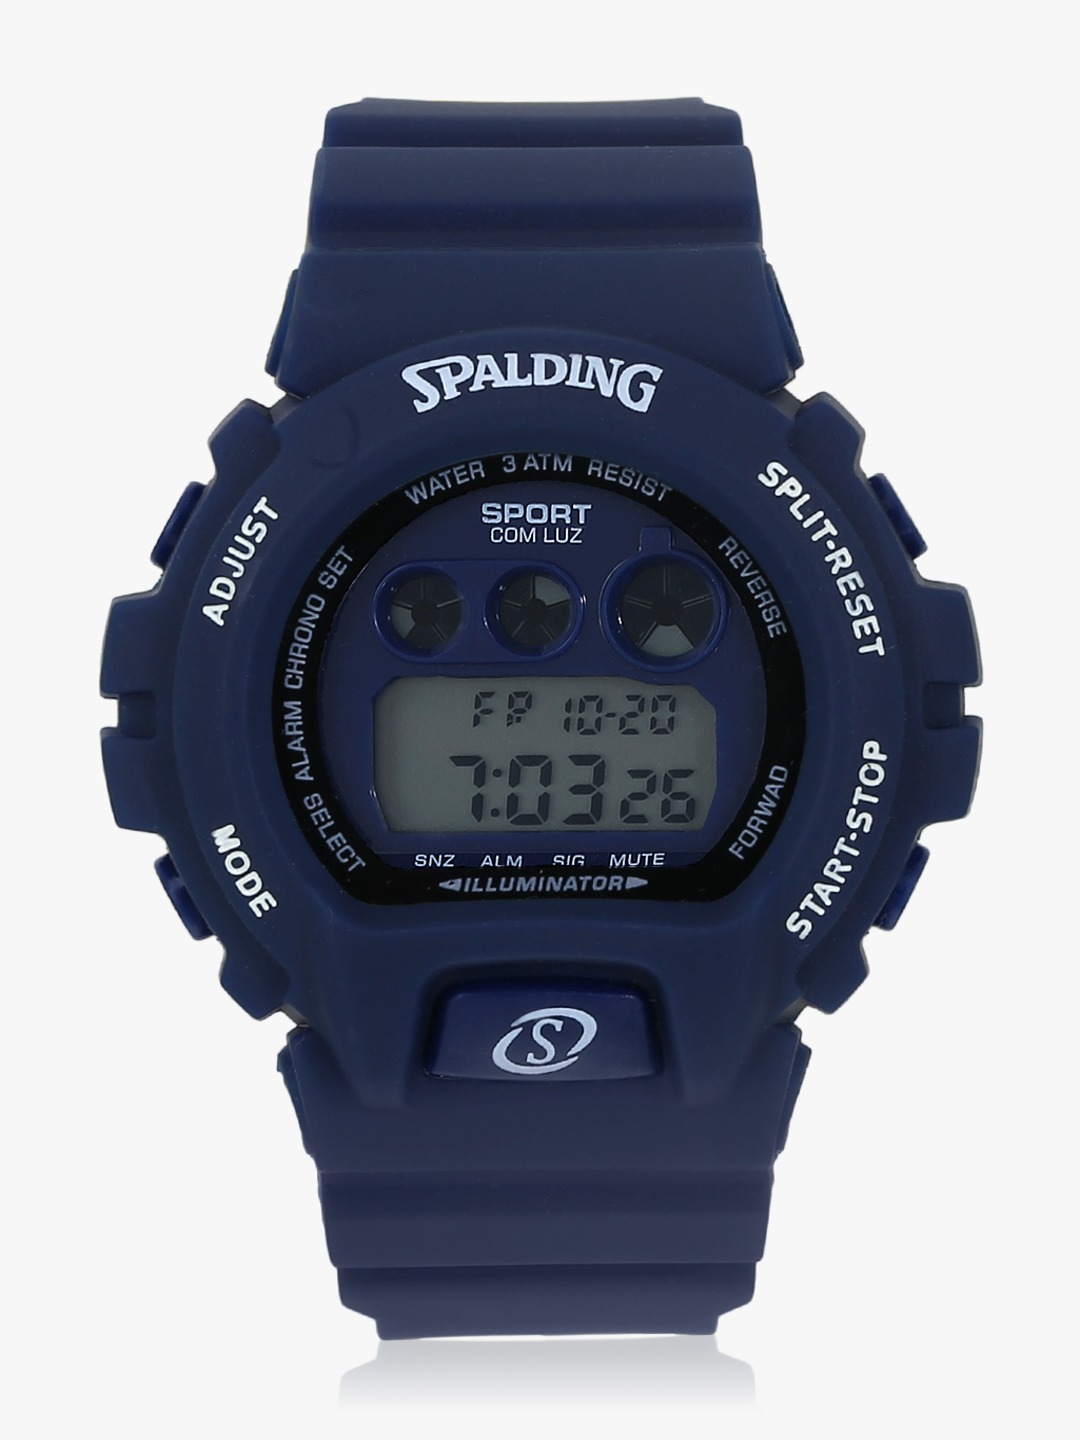 SPALDING
WATER 3 ATM RESIST
SPORT
COM LUZ
ADJUST
SPLIT-RESET
ALARM CHRONO SET
REVERSE
FR 10-20
7:03 26
MODE
SELECT
FORWAD
START-STOP
SNZ ALM SIG MUTE
ILLUMINATOR
S